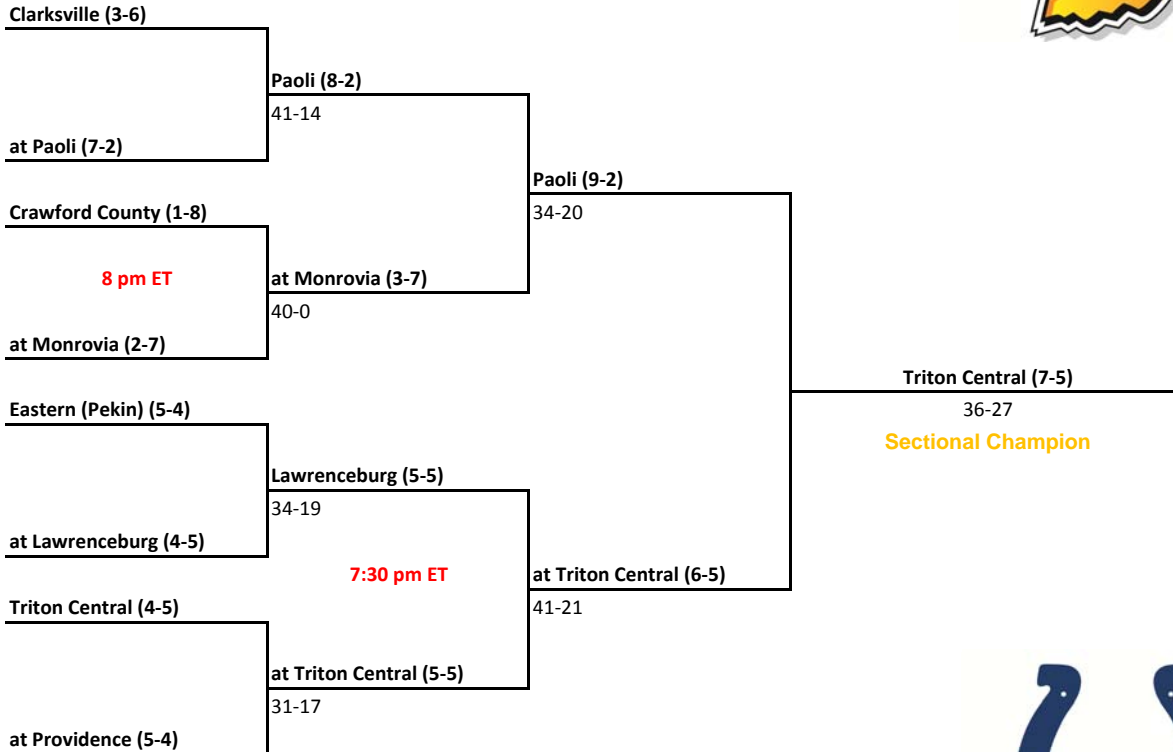 Clarksville (3-6)
Paoli (8-2)
41-14
at Paoli (7-2)
Paoli (9-2)
34-20
Crawford County (1-8)
8 pm ET
at Monrovia (3-7)
40-0
at Monrovia (2-7)
Triton Central (7-5)
36-27
Sectional Champion
Eastern (Pekin) (5-4)
Lawrenceburg (5-5)
34-19
at Lawrenceburg (4-5)
7:30 pm ET
at Triton Central (6-5)
41-21
Triton Central (4-5)
at Triton Central (5-5)
31-17
at Providence (5-4)